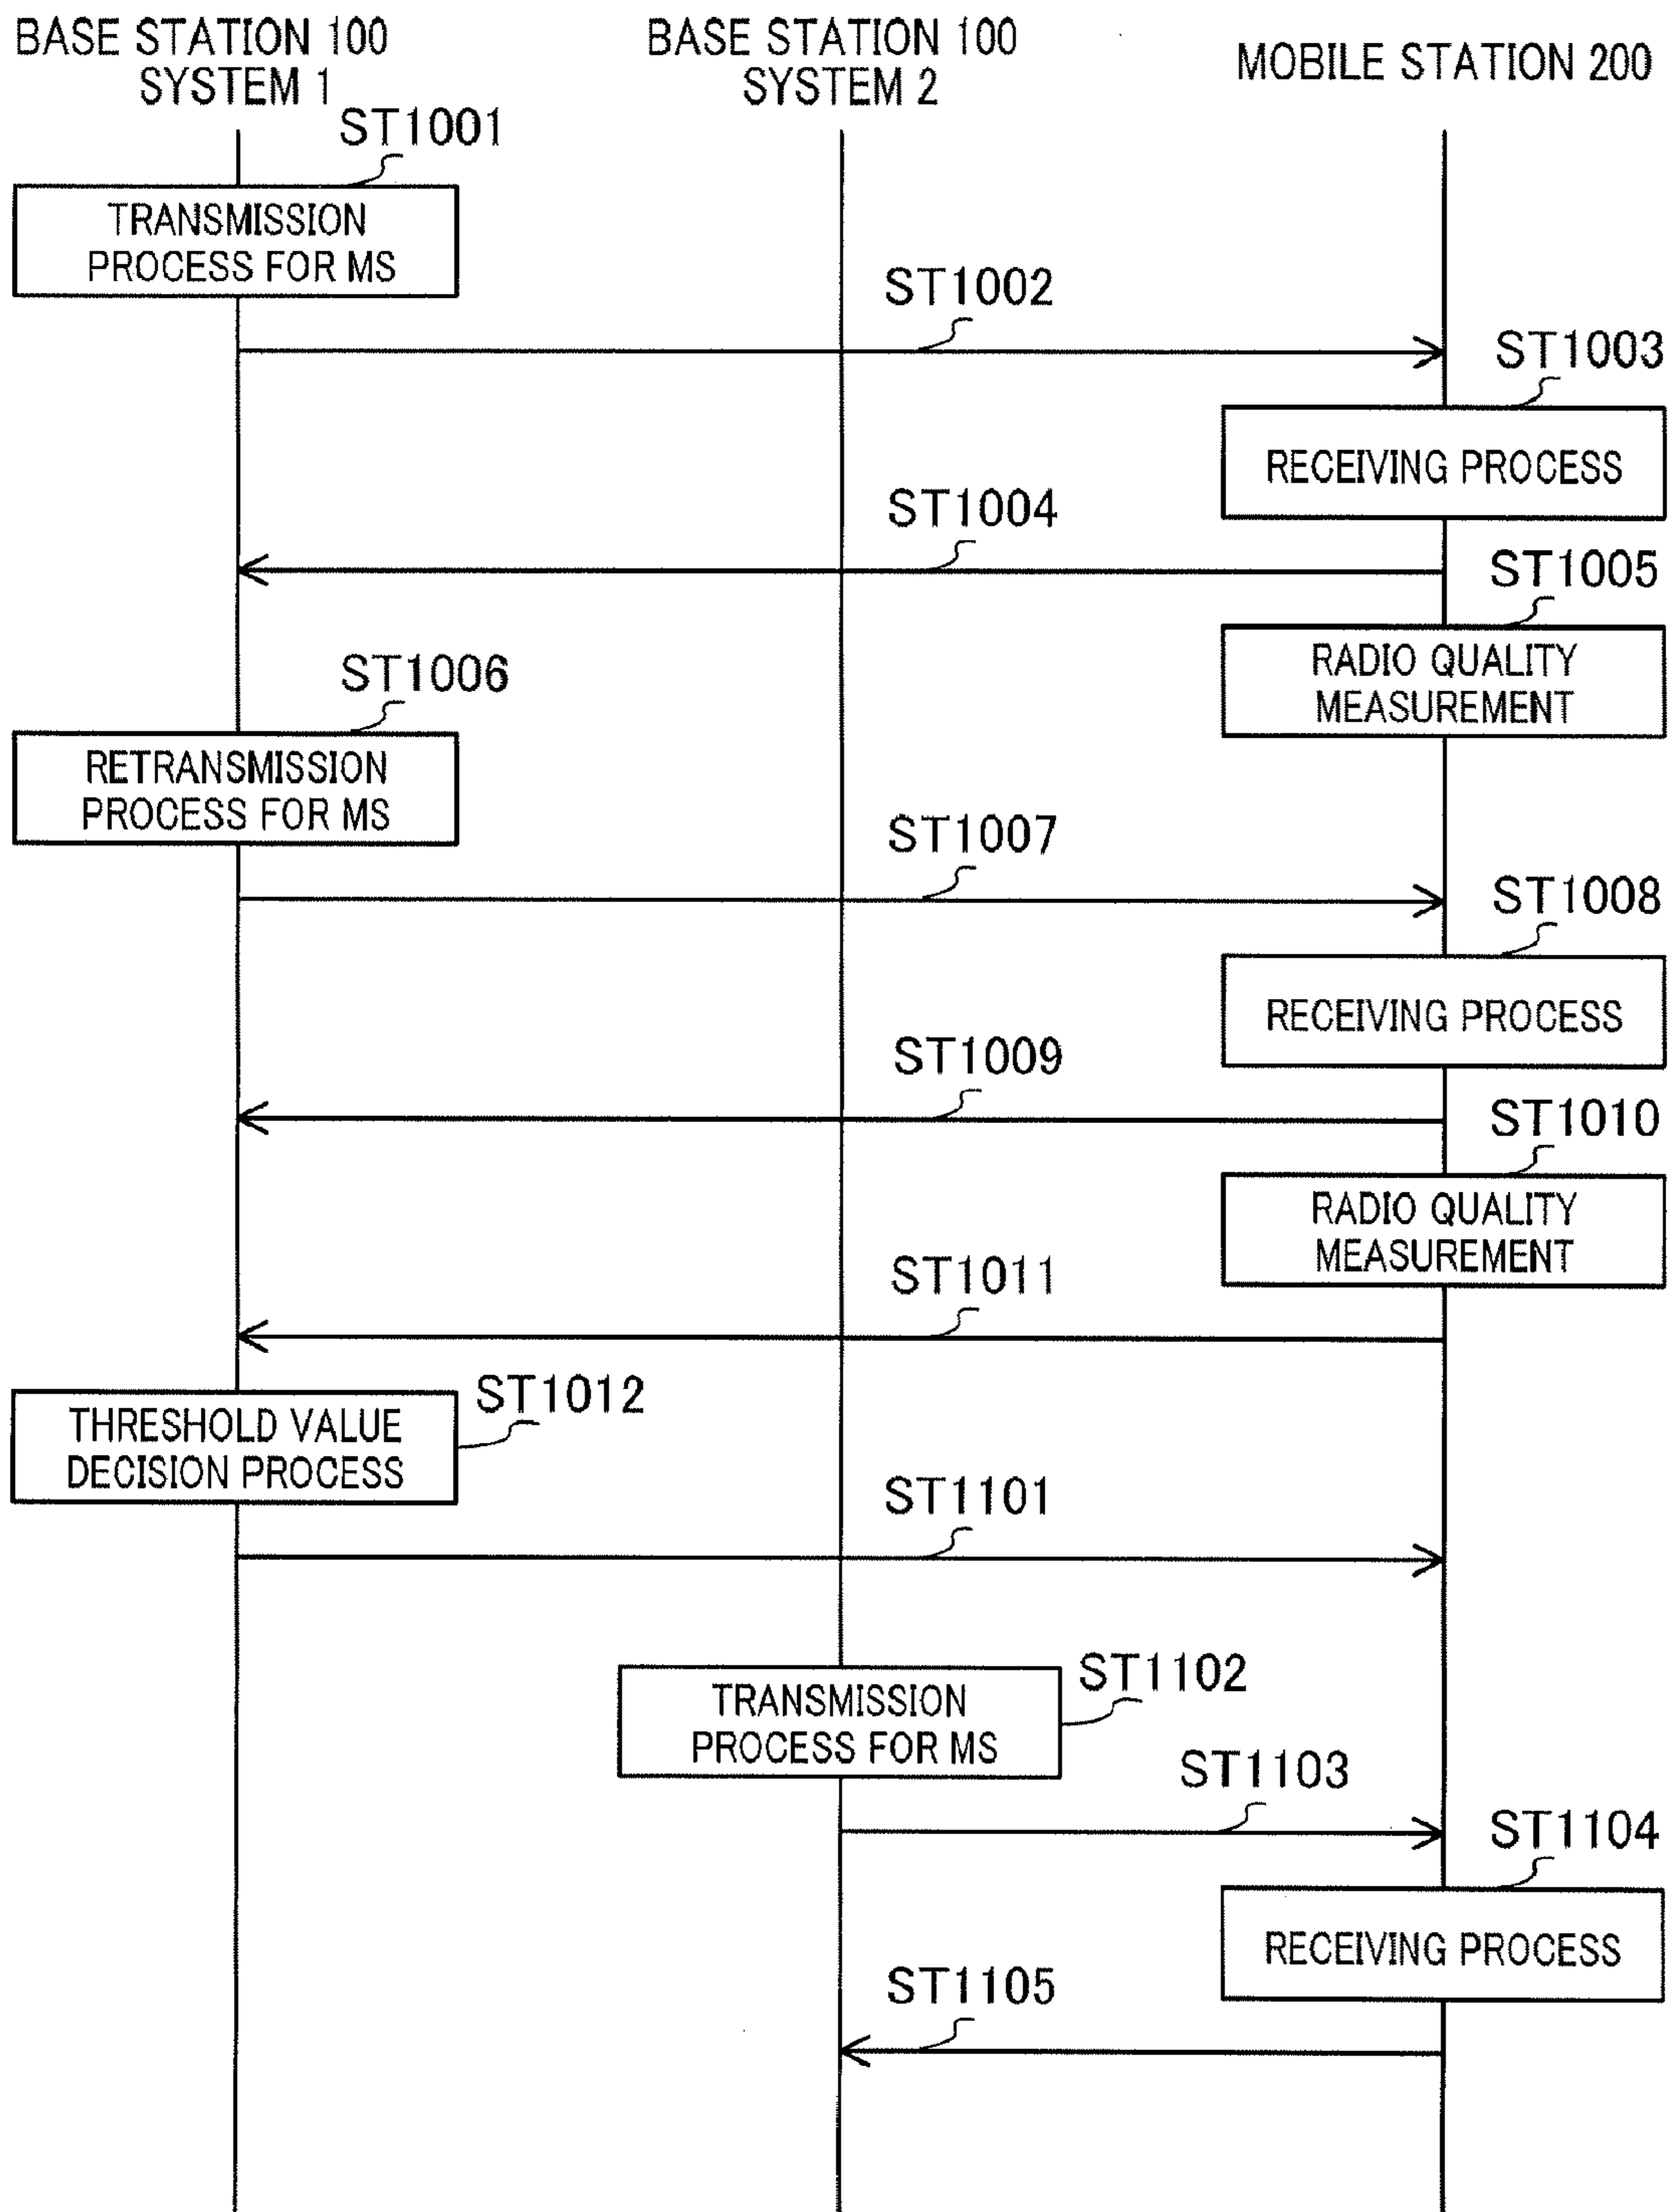 BASE STATION 100
SYSTEM 1
BASE STATION 100
SYSTEM 2
MOBILE STATION 200
ST1001
TRANSMISSION
PROCESS FOR MS
ST1002
ST1003
RECEIVING PROCESS
ST1004
ST1005
RADIO QUALITY
MEASUREMENT
ST1006
RETRANSMISSION
PROCESS FOR MS
ST1007
ST1008
RECEIVING PROCESS
ST1009
ST1010
RADIO QUALITY
MEASUREMENT
ST1011
ST1012
THRESHOLD VALUE
DECISION PROCESS
ST1101
ST1102
TRANSMISSION
PROCESS FOR MS
ST1103
ST1104
RECEIVING PROCESS
ST1105